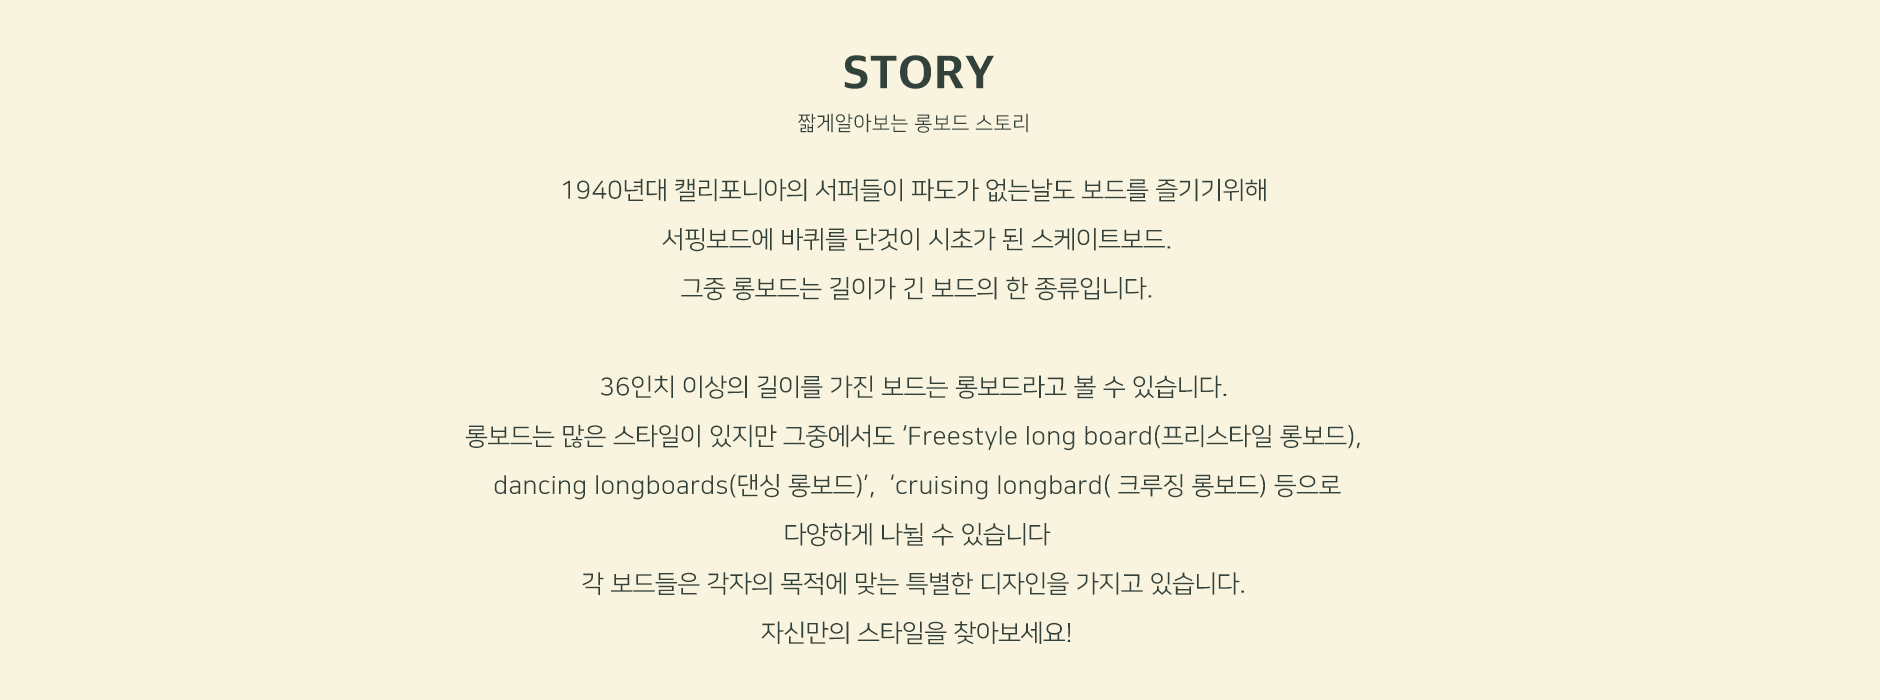 STORY
짧게알아보는 롱보드 스토리
1940년대 캘리포니아의 서퍼들이 파도가 없는날도 보드를 즐기기위해
서핑보드에 바퀴를 단것이 시초가 된 스케이트보드.
그중 롱보드는 길이가 긴 보드의 한 종류입니다.
36인치 이상의 길이를 가진 보드는 롱보드라고 볼 수 있습니다.
롱보드는 많은 스타일이 있지만 그중에서도 ‘Freestyle long board(프리스타일 롱보드),
dancing longboards(댄싱 롱보드)’, ‘cruising longbard( 크루징 롱보드) 등으로
다양하게 나뉠 수 있습니다
각 보드들은 각자의 목적에 맞는 특별한 디자인을 가지고 있습니다.
자신만의 스타일을 찾아보세요!